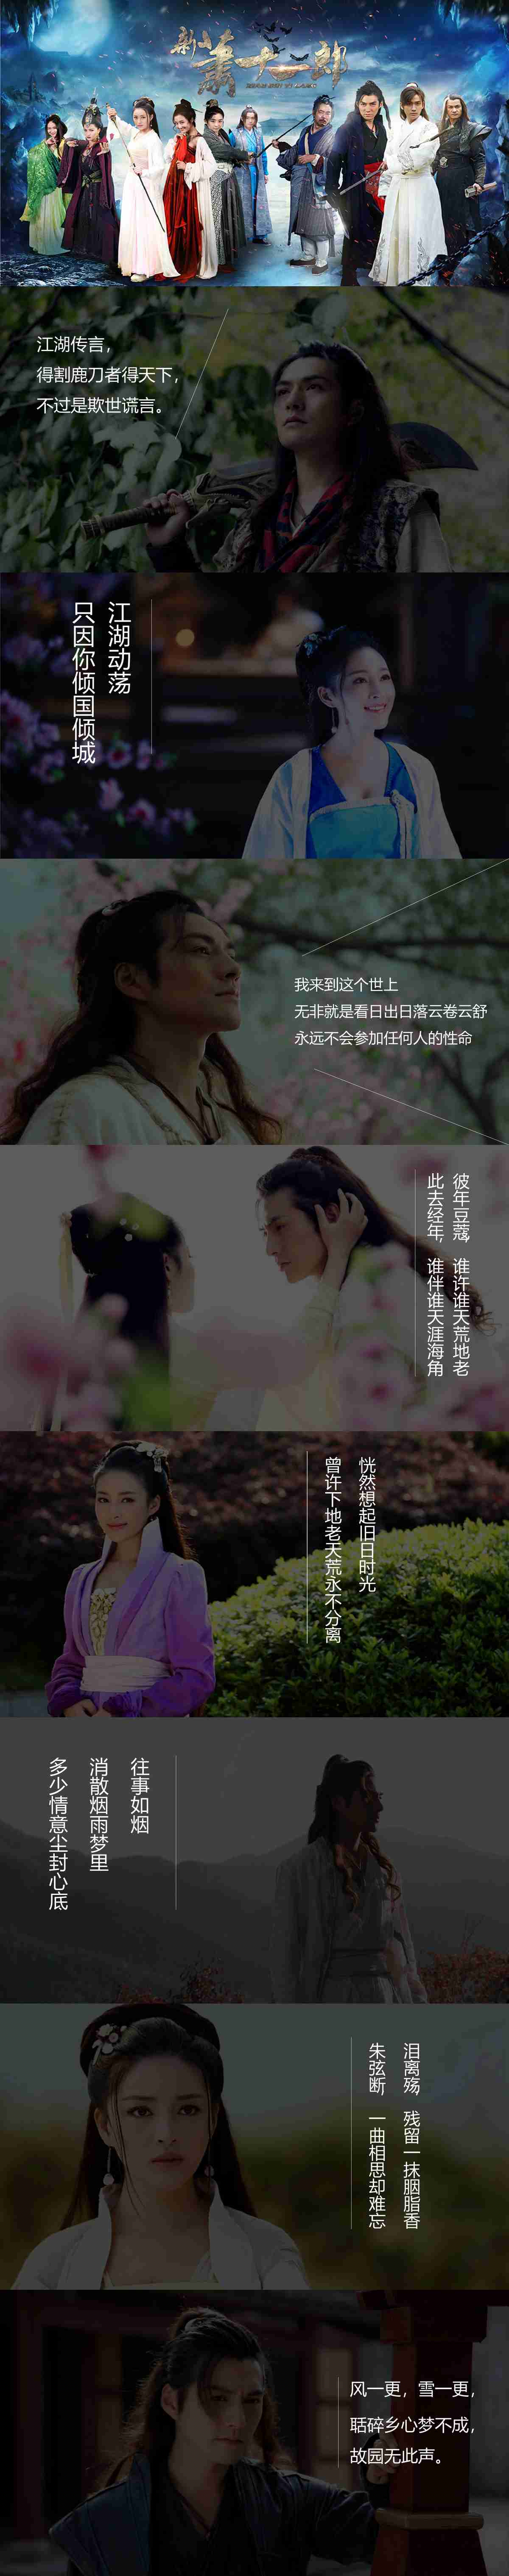 新萧十一郎
江湖传言，
得割鹿刀者得天下，
不过是欺世谎言。
江湖动荡
只因你倾国倾城
我来到这个世上
无非就是看日出日落云卷云舒
永远不会参加任何人的性命
彼年豆蔻，谁许谁天荒地老
此去经年，谁伴谁天涯海角
恍然想起旧日时光
曾许下地老天荒永不分离
往事如烟
消散烟雨梦里
多少情意尘封心底
泪离殇，残留一抹胭脂香
朱弦断，一曲相思却难忘
风一更，雪一更，
聒碎乡心梦不成，
故园无此声。